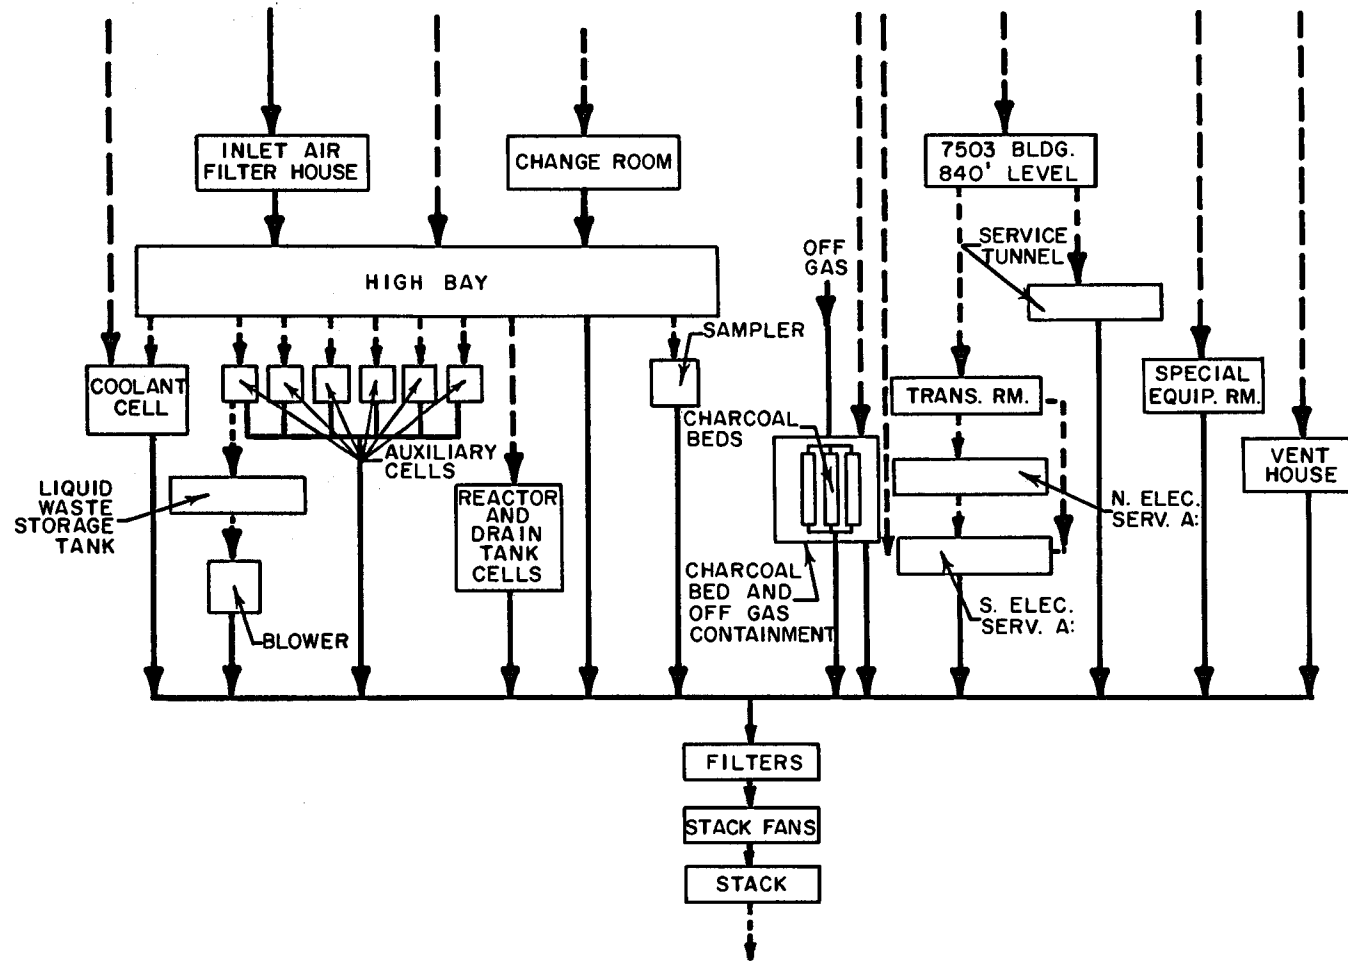 INLET AIR
FILTER HOUSE
CHANGE ROOM
7503 BLDG.
840' LEVEL
HIGH BAY
OFF
GAS
SERVICE
TUNNEL
SAMPLER
COOLANT
CELL
TRANS. RM.
SPECIAL
EQUIP. RM.
CHARCOAL
BEDS
AUXILIARY
CELLS
VENT
HOUSE
LIQUID
WASTE
STORAGE
TANK
REACTOR
AND
DRAIN
TANK
CELLS
N. ELEC.
SERV. A:
CHARCOAL
BED AND
OFF GAS
CONTAINMENT
S. ELEC.
SERV. A:
BLOWER
FILTERS
STACK FANS
STACK